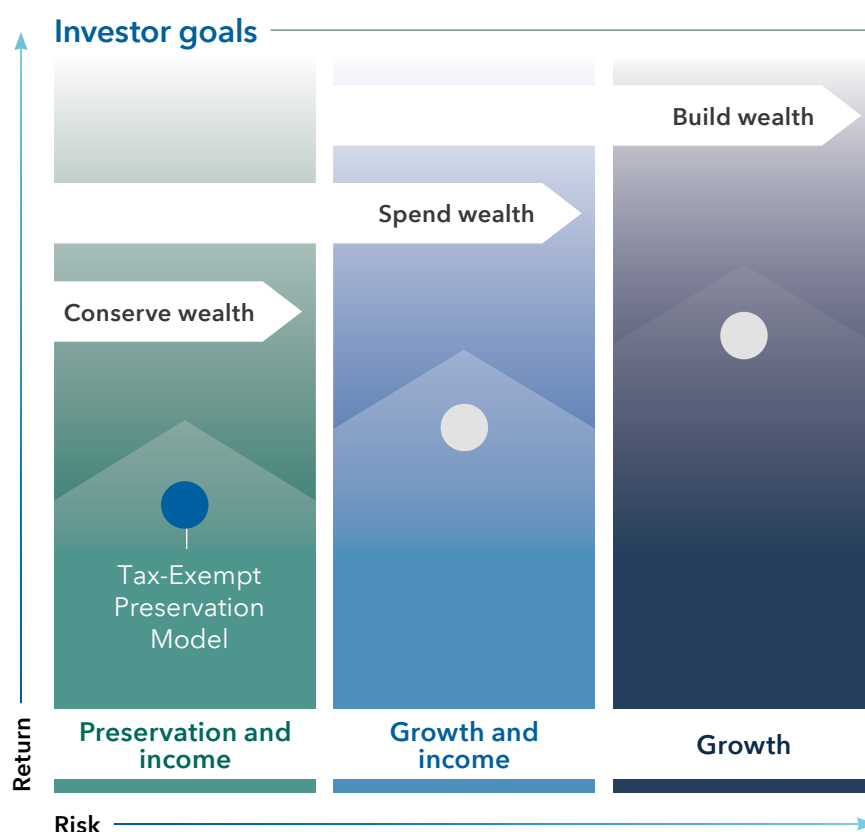 Investor goals
Build wealth
Spend wealth
Conserve wealth
Tax-Exempt
Preservation
Model
Return
Preservation and
income
Growth and
income
Growth
Risk